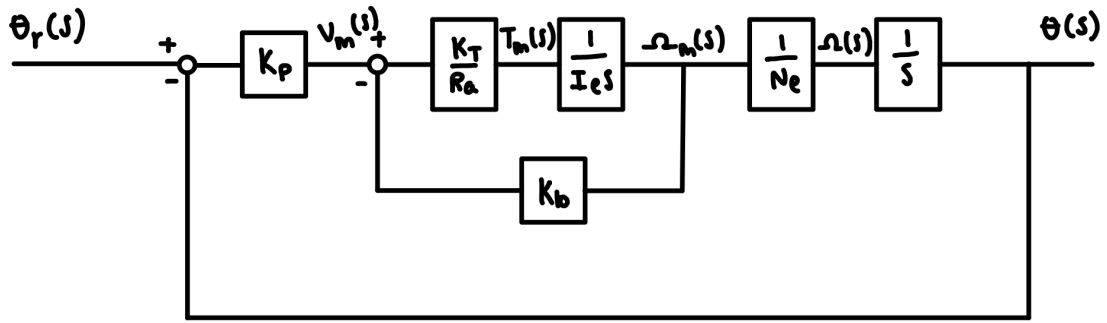 θr(s)
+
-
Kp
Vm(s)
+
-
KT
Ra
Tm(s)
1
Ies
Ωm(s)
1
Ne
Ω(s)
1
s
θ(s)
Kb